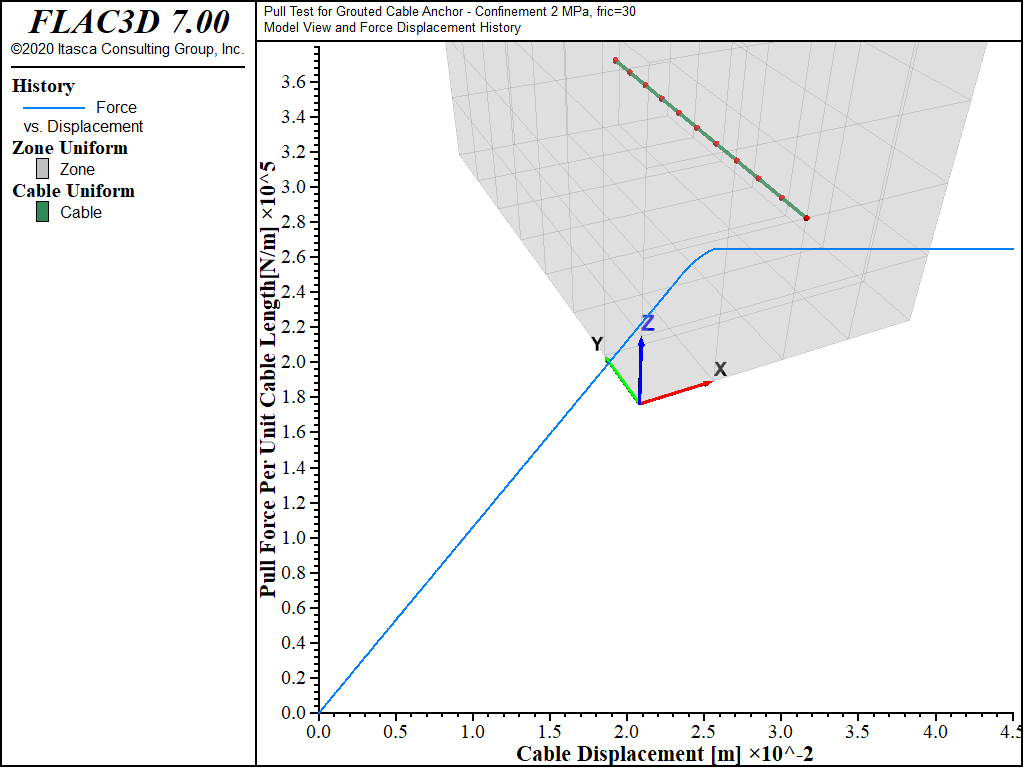 FLAC3D 7.00
©2020 Itasca Consulting Group, Inc.
History
Force
vs. Displacement
Zone Uniform
Zone
Cable Uniform
Cable
Pull Test for Grouted Cable Anchor - Confinement 2 MPa, fric=30
Model View and Force Displacement History
Pull Force Per Unit Cable Length[N/m] ×10^5
3.6
3.4
3.2
3.0
2.8
2.6
2.4
2.2
2.0
1.8
1.6
1.4
1.2
1.0
0.8
0.6
0.4
0.2
0.0
Z
Y
X
0.0 0.5 1.0 1.5 2.0 2.5 3.0 3.5 4.0 4.5
Cable Displacement [m] ×10^-2